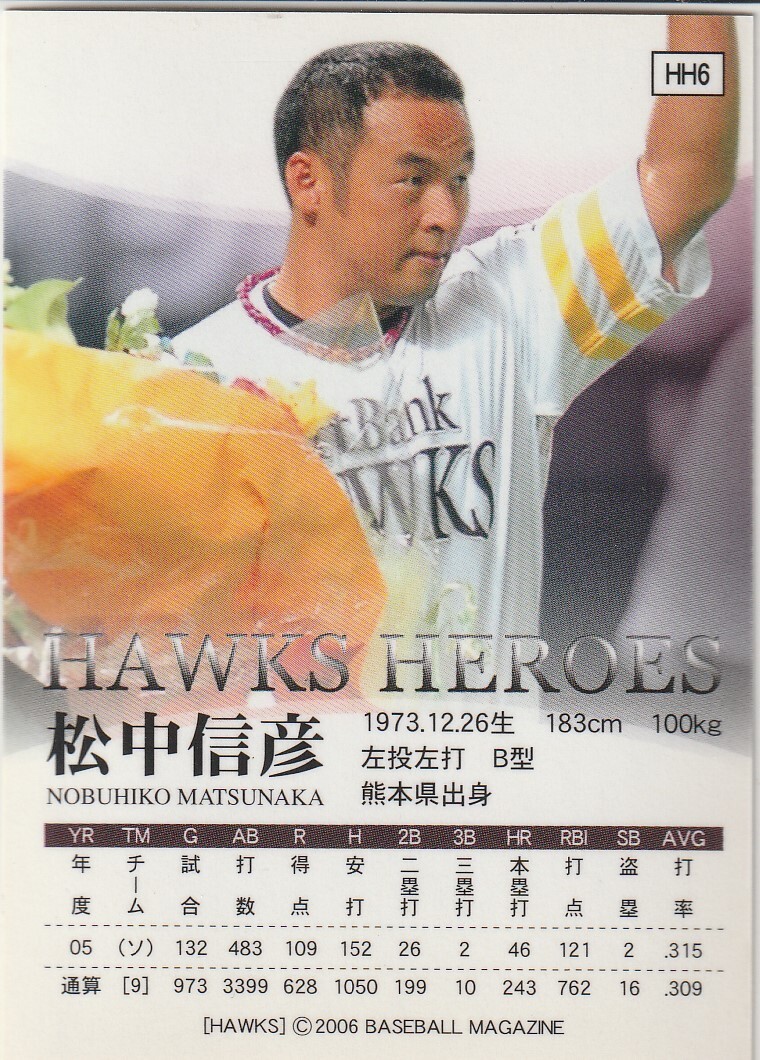 HH6
tBank
HAWKS
HAWKS HEROES
松中信彦
NOBUHIKO MATSUNAKA
1973.12.26生 183cm 100kg
左投左打 B型
熊本県出身
YR TM G AB R H 2B 3B HR RBI SB AVG
年度 チーム 試合 打数 得点 安打 二塁打 三塁打 本塁打 打点 盗塁 打率
05 (ソ) 132 483 109 152 26 2 46 121 2 .315
通算 [9] 973 3399 628 1050 199 10 243 762 16 .309
[HAWKS] ©2006 BASEBALL MAGAZINE